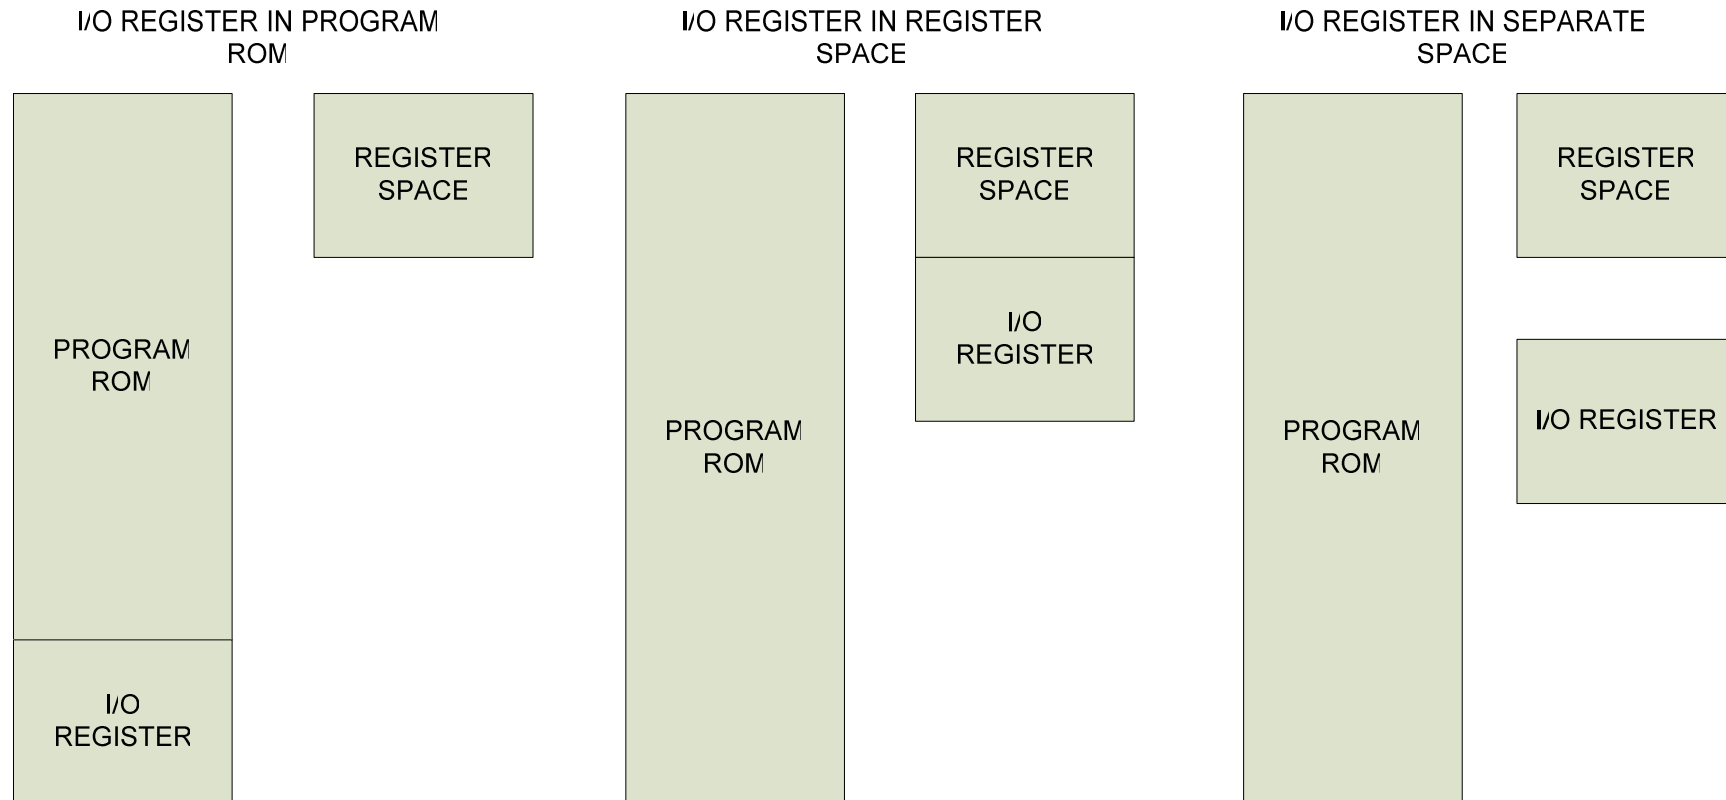 I/O REGISTER IN PROGRAM
ROM
I/O REGISTER IN REGISTER
SPACE
I/O REGISTER IN SEPARATE
SPACE
PROGRAM
ROM
I/O
REGISTER
REGISTER
SPACE
PROGRAM
ROM
REGISTER
SPACE
I/O
REGISTER
PROGRAM
ROM
REGISTER
SPACE
I/O REGISTER